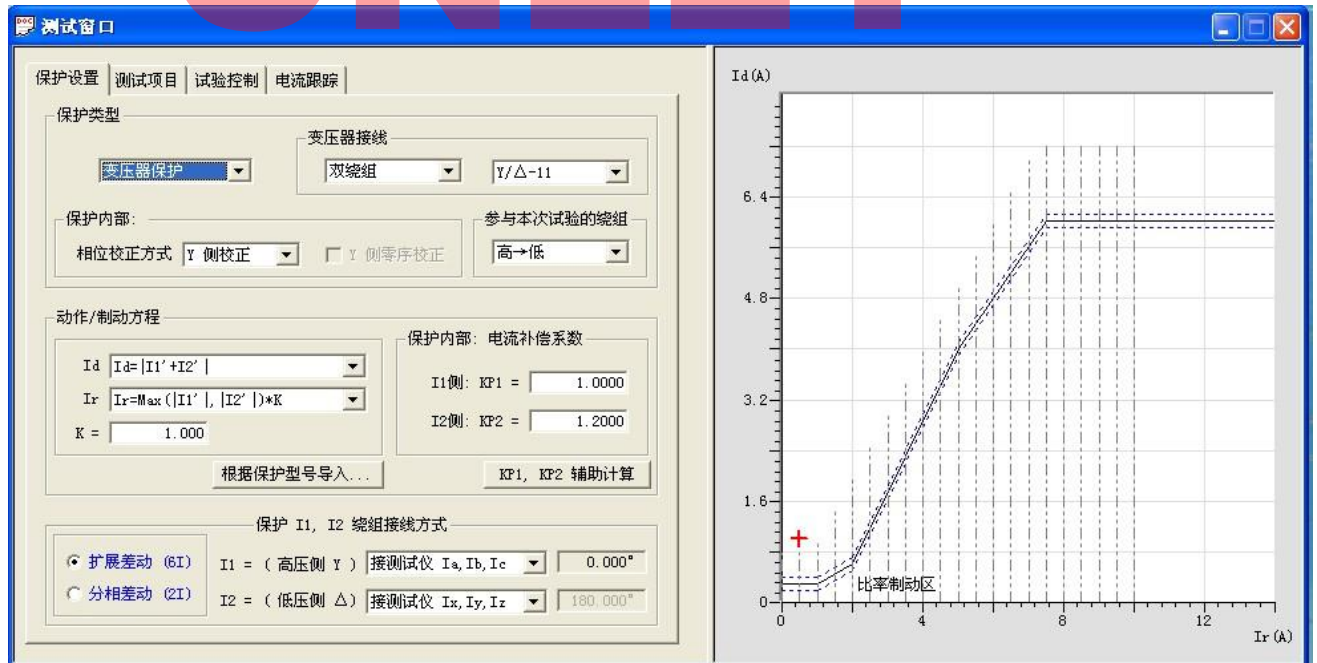 测试窗口
保护设置 测试项目 试验控制 电流跟踪
保护类型
变压器保护
变压器接线
双绕组 Y/△-11
保护内部:
相位校正方式 Y 侧校正 Y 侧零序校正
参与本次试验的绕组
高→低
动作/制动方程
Id Id=|I1'+I2'|
Ir Ir=Max(|I1'|,|I2'|)*K
K = 1.000
保护内部: 电流补偿系数
I1侧: KP1 = 1.0000
I2侧: KP2 = 1.2000
根据保护型号导入... KP1, KP2 辅助计算
保护 I1, I2 绕组接线方式
扩展差动 (6I) I1 = ( 高压侧 Y ) 接测试仪 Ia,Ib,Ic 0.000°
分相差动 (2I) I2 = ( 低压侧 △) 接测试仪 Ix,Iy,Iz 180.000°
Id(A)
6.4
4.8
3.2
1.6
0
比率制动区
0 4 8 12
Ir(A)